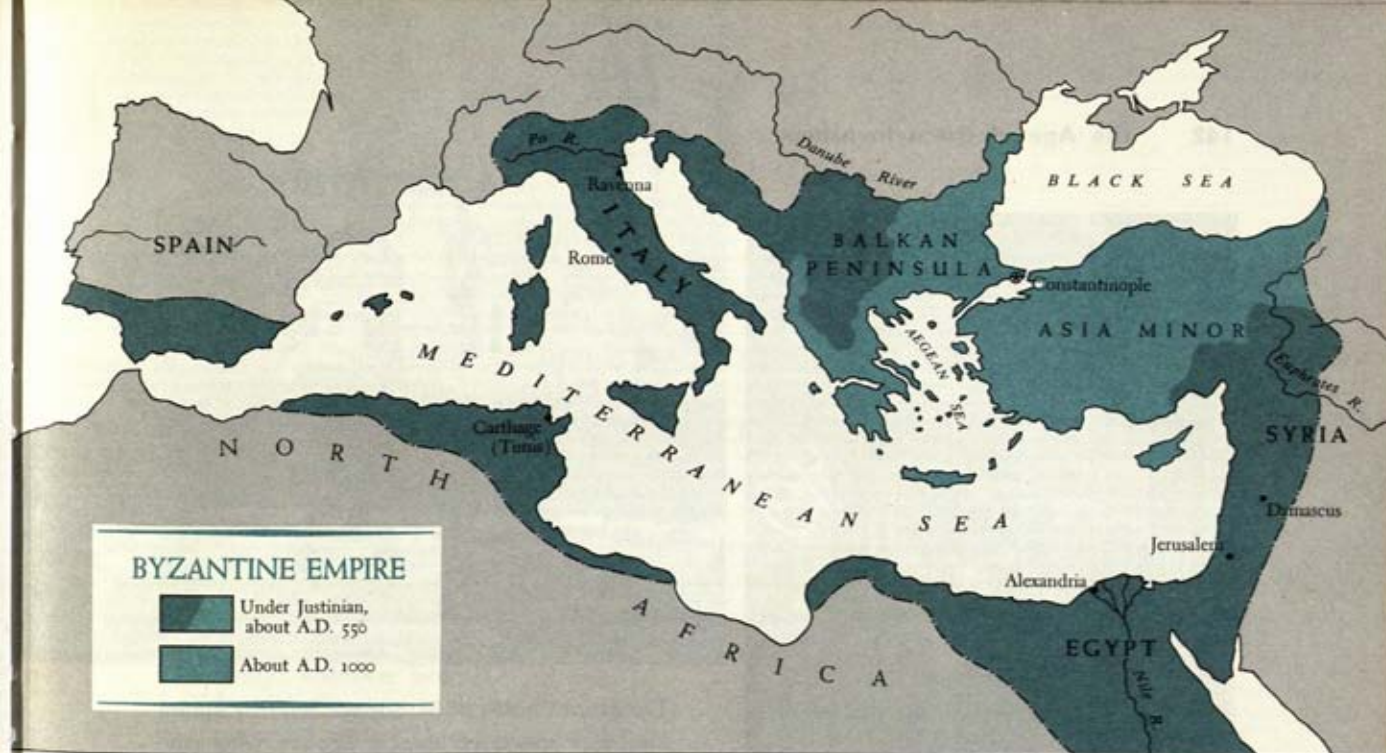 Po R.
Ravenna
Danube
River
BLACK SEA
SPAIN
ITALY
Rome
BALKAN
PENINSULA
Constantinople
ASIA MINOR
AEGEAN
SEA
Euphrates R.
MEDITERRANEAN SEA
Carthage
(Tunis)
SYRIA
NORTH
AFRICA
Damascus
Jerusalem
Alexandria
EGYPT
Nile R.
BYZANTINE EMPIRE
Under Justinian,
about A.D. 550
About A.D. 1000